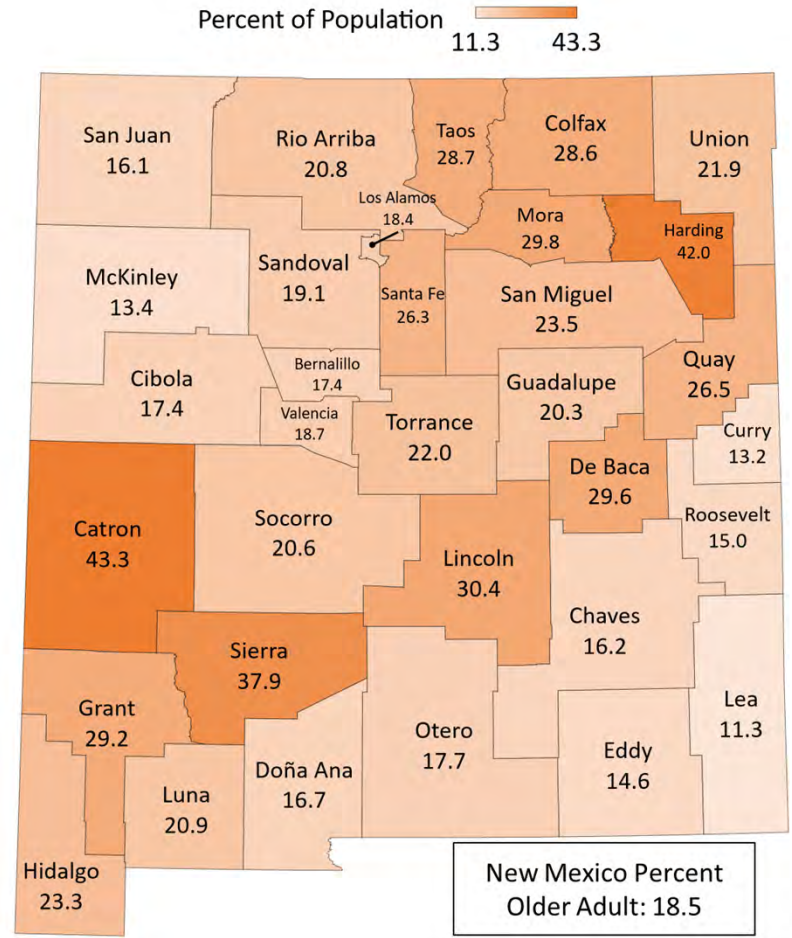 Percent of Population
11.3 43.3
San Juan
16.1
Rio Arriba
20.8
Taos
28.7
Colfax
28.6
Union
21.9
Los Alamos
18.4
Mora
29.8
Harding
42.0
McKinley
13.4
Sandoval
19.1
Santa Fe
26.3
San Miguel
23.5
Cibola
17.4
Bernalillo
17.4
Valencia
18.7
Torrance
22.0
Guadalupe
20.3
Quay
26.5
Curry
13.2
De Baca
29.6
Roosevelt
15.0
Catron
43.3
Socorro
20.6
Lincoln
30.4
Chaves
16.2
Sierra
37.9
Grant
29.2
Lea
11.3
Otero
17.7
Eddy
14.6
Doña Ana
16.7
Luna
20.9
Hidalgo
23.3
New Mexico Percent
Older Adult: 18.5